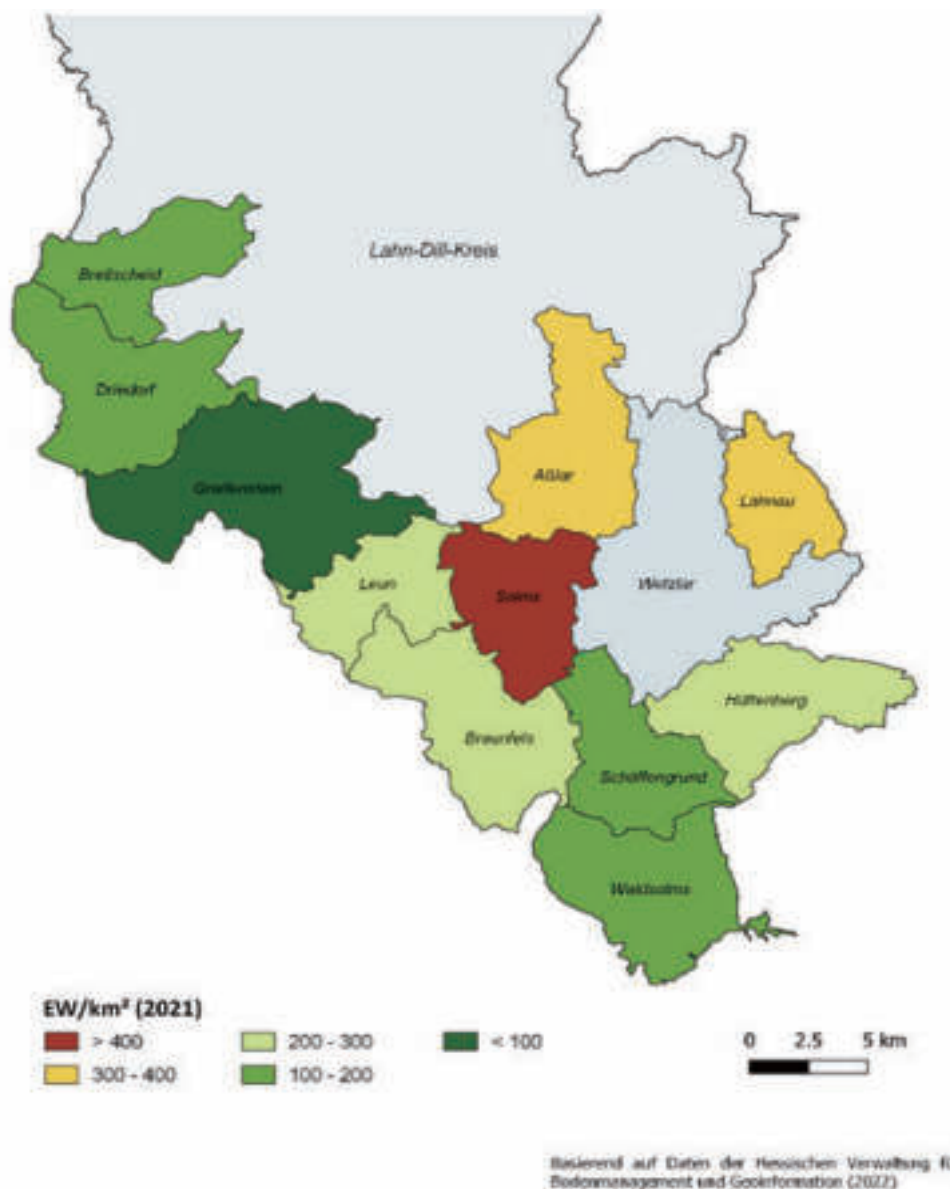 Lahn-Dill-Kreis
Breitscheid
Driedorf
Greifenstein
Aßlar
Lahnau
Leun
Solms
Wetzlar
Braunfels
Hüttenberg
Schöffengrund
Waldsolms
EW/km² (2021)
> 400
200 - 300
< 100
300 - 400
100 - 200
0 2.5 5 km
Basierend auf Daten der Hessischen Verwaltung f
Bodenmanagement und Geoinformation (2022)